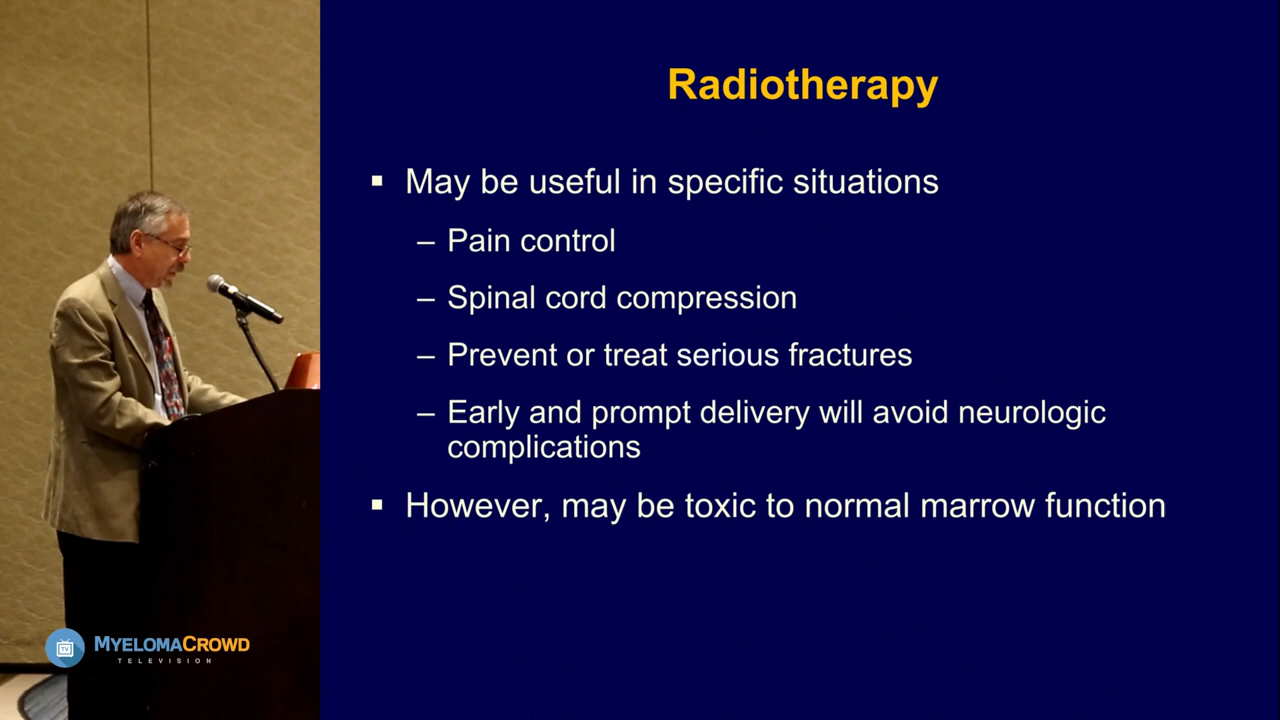 Radiotherapy
▪ May be useful in specific situations
– Pain control
– Spinal cord compression
– Prevent or treat serious fractures
– Early and prompt delivery will avoid neurologic
complications
▪ However, may be toxic to normal marrow function
TV
MYELOMACROWD
TELEVISION